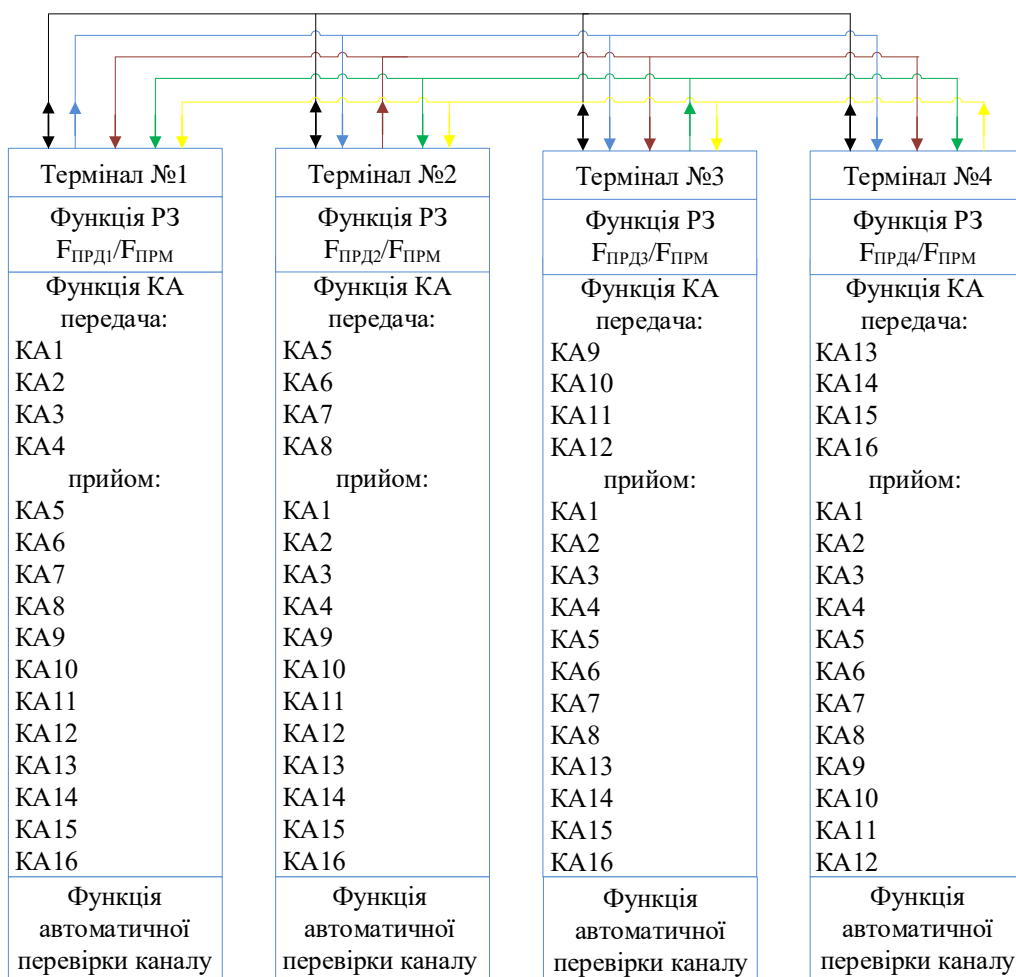 Термінал №1
Функція РЗ
FПРД1/FПРМ
Функція КА
передача:
КА1
КА2
КА3
КА4
прийом:
КА5
КА6
КА7
КА8
КА9
КА10
КА11
КА12
КА13
КА14
КА15
КА16
Функція
автоматичної
перевірки каналу
Термінал №2
Функція РЗ
FПРД2/FПРМ
Функція КА
передача:
КА5
КА6
КА7
КА8
прийом:
КА1
КА2
КА3
КА4
КА9
КА10
КА11
КА12
КА13
КА14
КА15
КА16
Функція
автоматичної
перевірки каналу
Термінал №3
Функція РЗ
FПРД3/FПРМ
Функція КА
передача:
КА9
КА10
КА11
КА12
прийом:
КА1
КА2
КА3
КА4
КА5
КА6
КА7
КА8
КА13
КА14
КА15
КА16
Функція
автоматичної
перевірки каналу
Термінал №4
Функція РЗ
FПРД4/FПРМ
Функція КА
передача:
КА13
КА14
КА15
КА16
прийом:
КА1
КА2
КА3
КА4
КА5
КА6
КА7
КА8
КА9
КА10
КА11
КА12
Функція
автоматичної
перевірки каналу